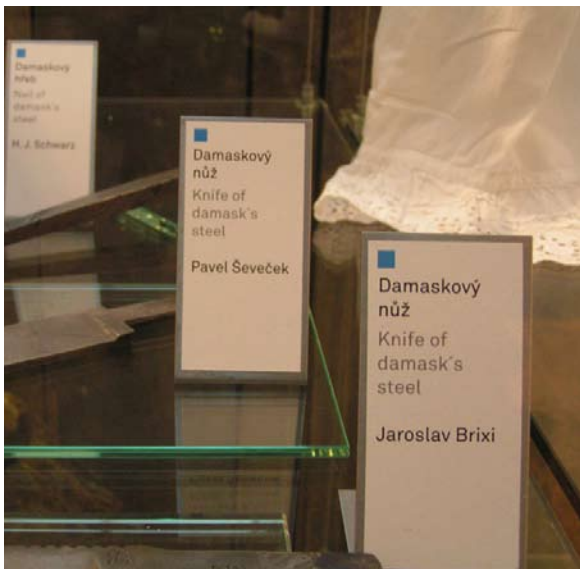 Damaskový
hřeb
Nail of
damask's
steel
H. J. Schwarz
Damaskový
nůž
Knife of
damask's
steel
Pavel Ševeček
Damaskový
nůž
Knife of
damask's
steel
Jaroslav Brixi